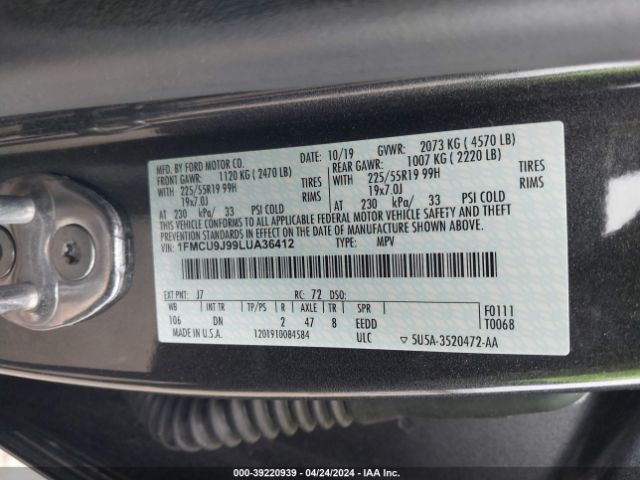 MFD. BY FORD MOTOR CO.
DATE: 10/19 GVWR: 2073 KG ( 4570 LB)
FRONT GAWR: 1120 KG ( 2470 LB) REAR GAWR: 1007 KG ( 2220 LB)
WITH 225/55R19 99H TIRES WITH 225/55R19 99H TIRES
19x7.0J RIMS 19x7.0J RIMS
AT 230 kPa/ 33 PSI COLD AT 230 kPa/ 33 PSI COLD
THIS VEHICLE CONFORMS TO ALL APPLICABLE FEDERAL MOTOR VEHICLE SAFETY AND THEFT
PREVENTION STANDARDS IN EFFECT ON THE DATE OF MANUFACTURE SHOWN ABOVE.
VIN: 1FMCU9J99LUA36412 TYPE: MPV
EXT PNT: J7 RC: 72 DSO:
WB INT TR TP/PS R AXLE TR SPR F0111
106 DN 2 47 8 EEDD T0068
MADE IN U.S.A. 1201910084584 ULC ▽ 5U5A-3520472-AA
000-39220939 - 04/24/2024 - IAA Inc.